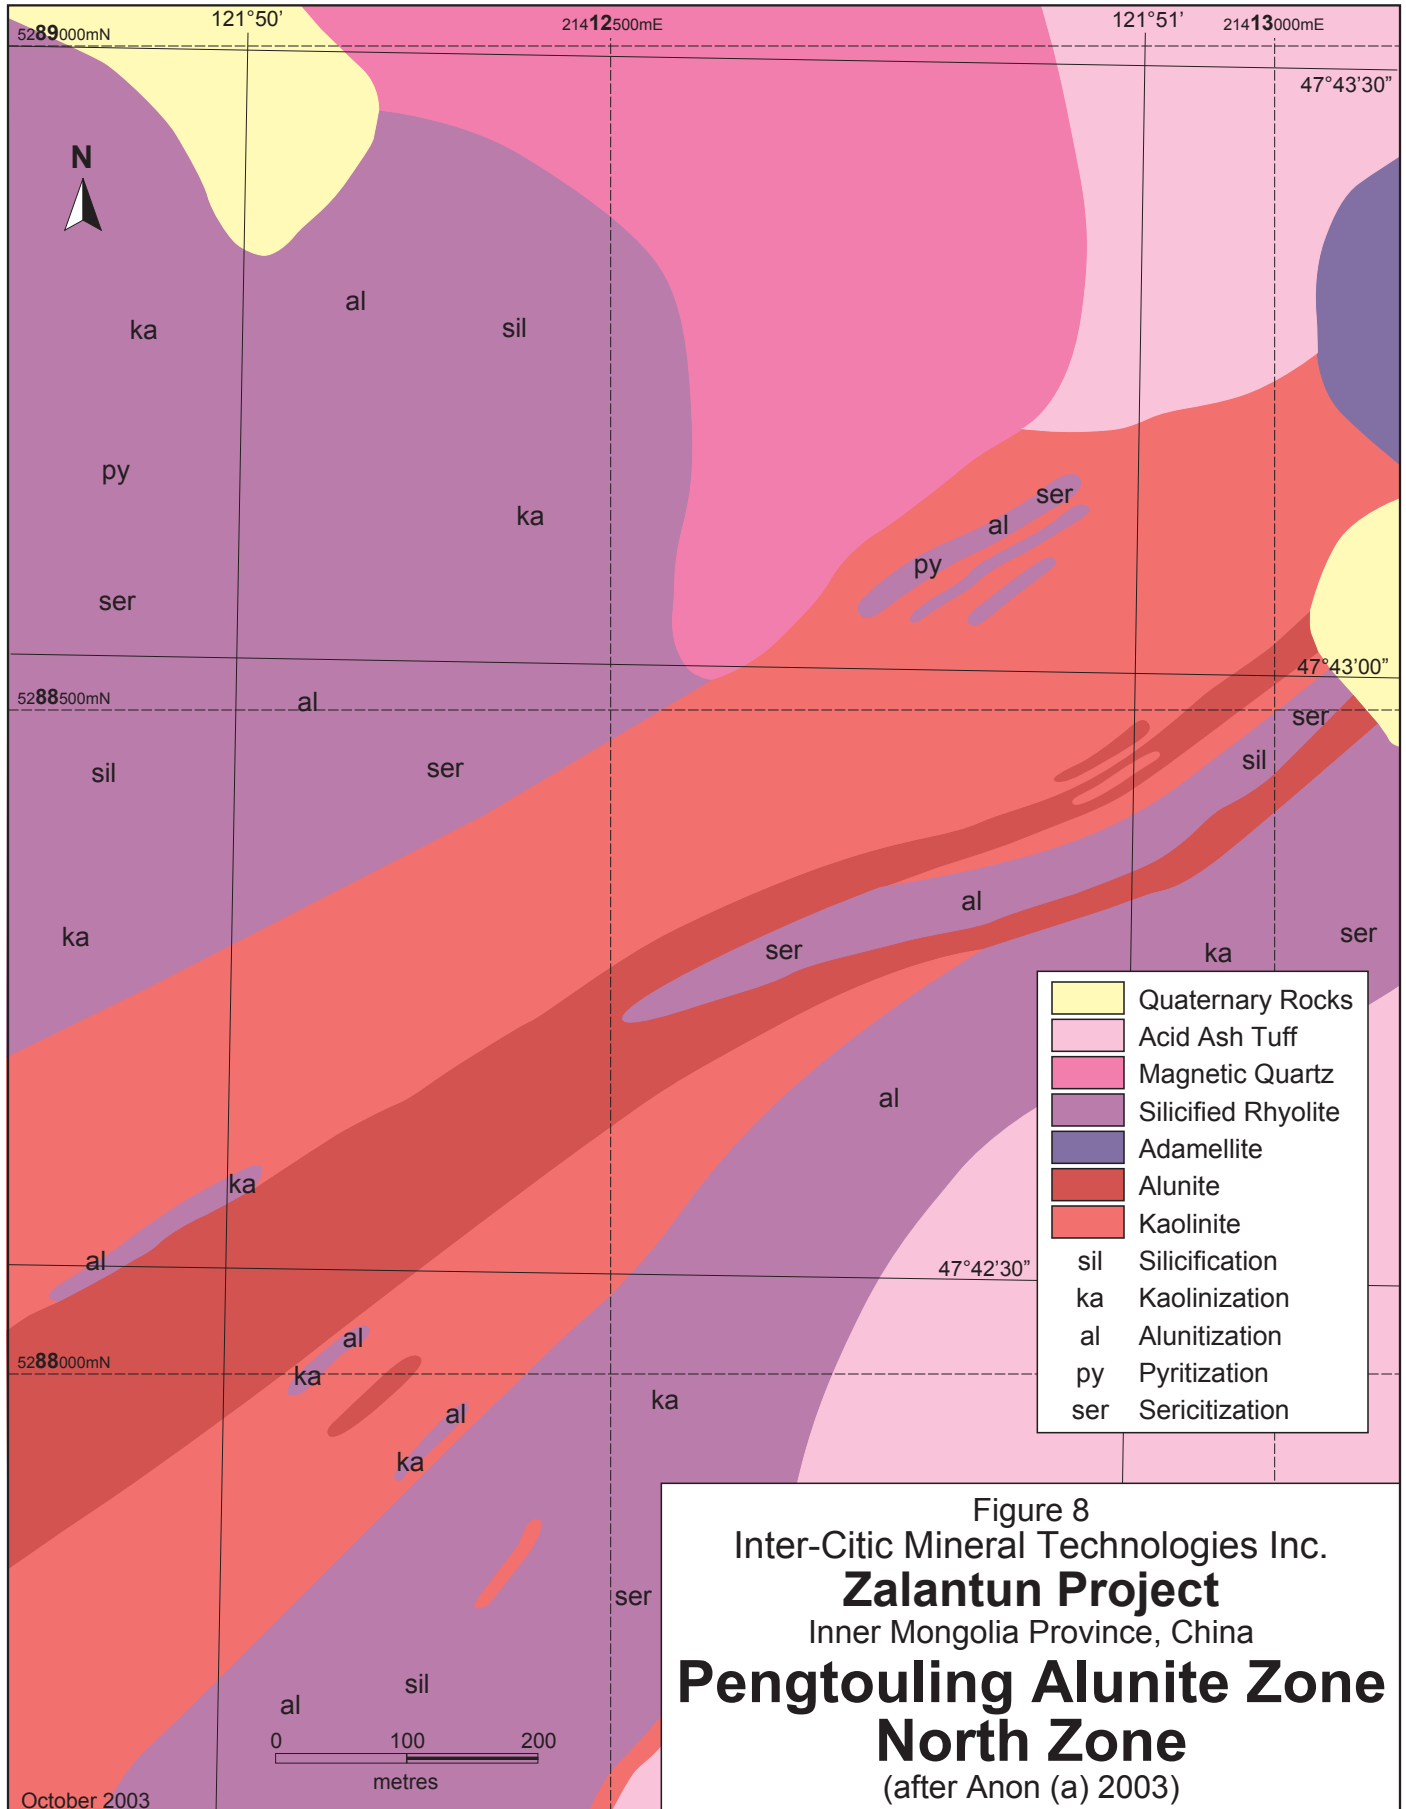 121°50’
21412500mE
121°51’
21413000mE
5289000mN
47°43’30”
N
al
ka
sil
py
ser
al
ka
py
ser
47°43’00”
5288500mN
al
ser
sil
ser
sil
al
ka
ser
ser
ka
Quaternary Rocks
Acid Ash Tuff
Magnetic Quartz
Silicified Rhyolite
al
Adamellite
ka
Alunite
Kaolinite
al
sil Silicification
47°42’30”
ka Kaolinization
al
al Alunitization
5288000mN
ka
py Pyritization
ka
al
ser Sericitization
ka
Figure 8
Inter-Citic Mineral Technologies Inc.
Zalantun Project
ser
Inner Mongolia Province, China
Pengtouling Alunite Zone
sil
al
North Zone
0 100 200
metres
(after Anon (a) 2003)
October 2003